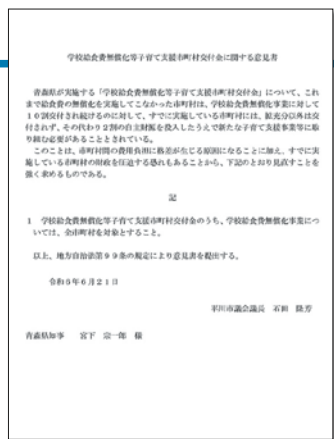 学校給食費無償化等子育て支援市町村交付金に関する意見書
青森県が実施する「学校給食費無償化等子育て支援市町村交付金」について、これ
まで給食費の無償化を実施してこなかった市町村は、学校給食費無償化事業に対して
10割交付され続けるのに対して、すでに実施している市町村には、拡充分以外は交
付されず、その代わり2割の自主財源を投入したうえで新たな子育て支援事業等に取
り組む必要があることとされている。
このことは、市町村間の費用負担に格差が生じる原因になることに加え、すでに実
施している市町村の財政を圧迫する恐れもあることから、下記のとおり見直すことを
強く求めるものである。
記
1 学校給食費無償化等子育て支援市町村交付金のうち、学校給食費無償化事業につ
いては、全市町村を対象とすること。
以上、地方自治法第99条の規定により意見書を提出する。
令和6年6月21日
平川市議会議長 石田 隆芳
青森県知事 宮下 宗一郎 様